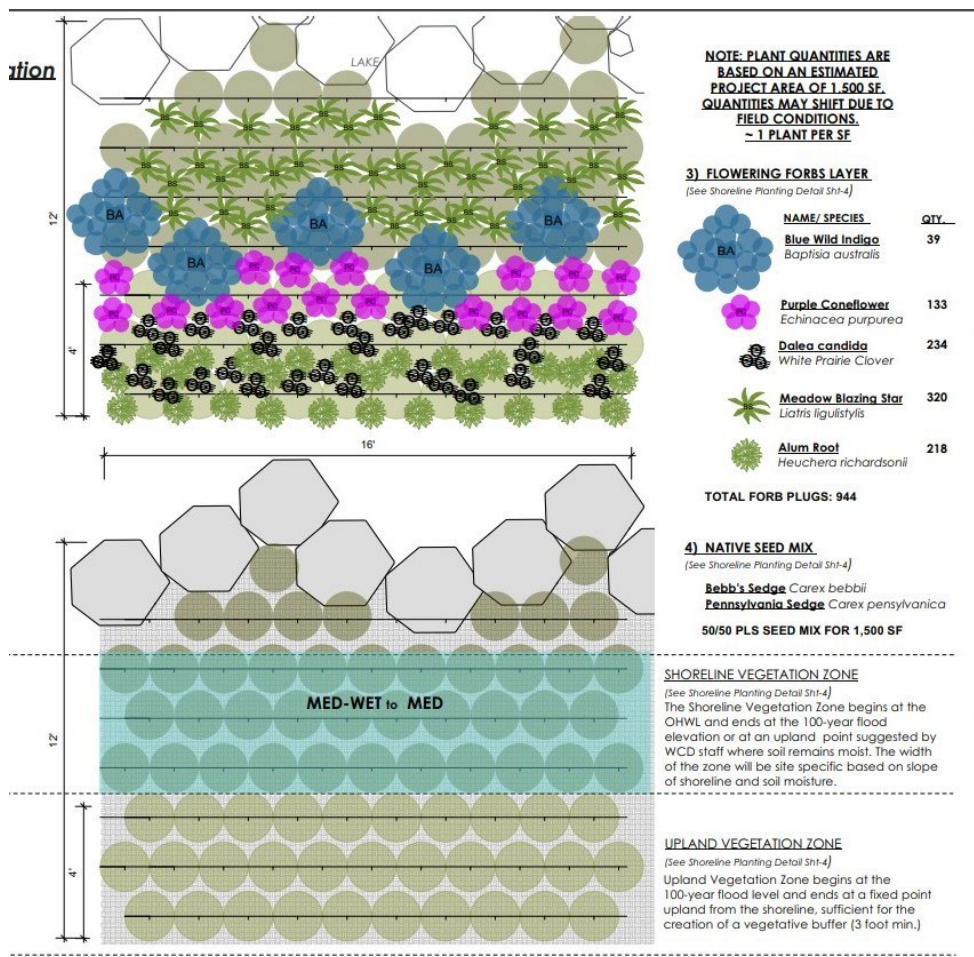 ation
LAKE
12'
4'
16'
BA
BA
BA
BA
BA
NOTE: PLANT QUANTITIES ARE
BASED ON AN ESTIMATED
PROJECT AREA OF 1,500 SF.
QUANTITIES MAY SHIFT DUE TO
FIELD CONDITIONS.
~ 1 PLANT PER SF
3) FLOWERING FORBS LAYER
(See Shoreline Planting Detail Sht-4)
NAME/ SPECIES QTY.
BA Blue Wild Indigo 39
Baptisia australis
PC Purple Coneflower 133
Echinacea purpurea
Dalea candida 234
White Prairie Clover
BS Meadow Blazing Star 320
Liatris ligulistylis
Alum Root 218
Heuchera richardsonii
TOTAL FORB PLUGS: 944
4) NATIVE SEED MIX
(See Shoreline Planting Detail Sht-4)
Bebb's Sedge Carex bebbii
Pennsylvania Sedge Carex pensylvanica
50/50 PLS SEED MIX FOR 1,500 SF
12'
4'
MED-WET to MED
SHORELINE VEGETATION ZONE
(See Shoreline Planting Detail Sht-4)
The Shoreline Vegetation Zone begins at the
OHWL and ends at the 100-year flood
elevation or at an upland point suggested by
WCD staff where soil remains moist. The width
of the zone will be site specific based on slope
of shoreline and soil moisture.
UPLAND VEGETATION ZONE
(See Shoreline Planting Detail Sht-4)
Upland Vegetation Zone begins at the
100-year flood level and ends at a fixed point
upland from the shoreline, sufficient for the
creation of a vegetative buffer (3 foot min.)